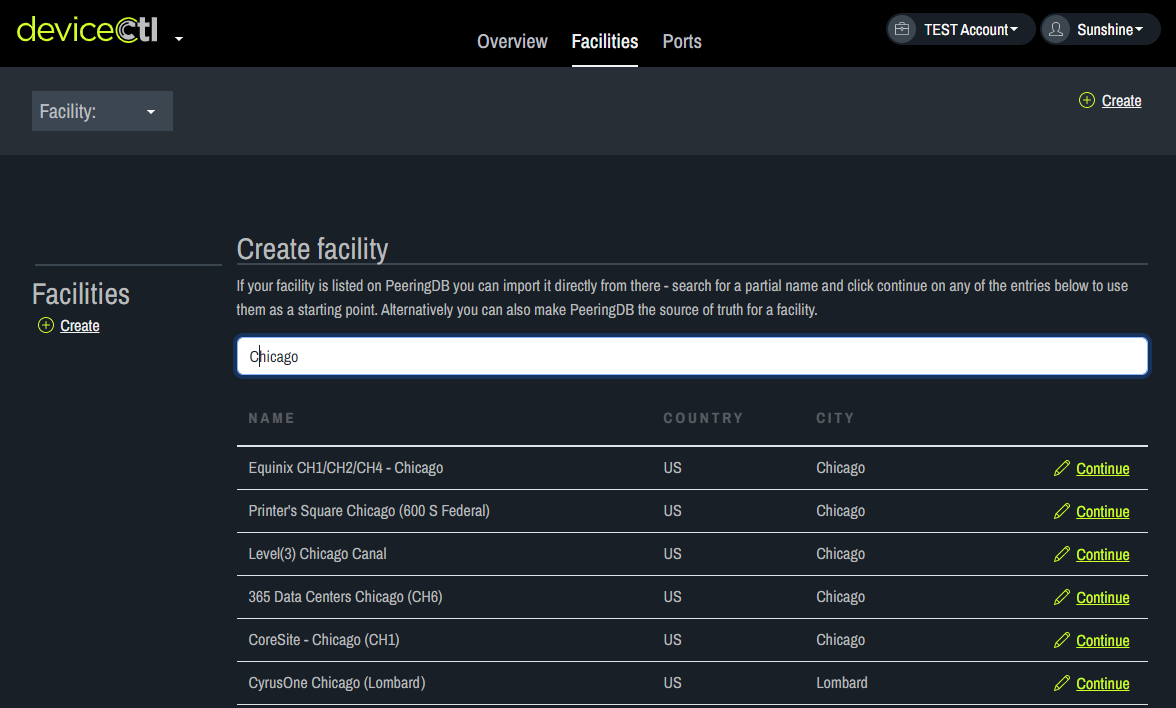 devicectl
Overview Facilities Ports
TEST Account
Sunshine
Facility:
Create
Create facility
Facilities
Create
If your facility is listed on PeeringDB you can import it directly from there - search for a partial name and click continue on any of the entries below to use
them as a starting point. Alternatively you can also make PeeringDB the source of truth for a facility.
Chicago
NAME COUNTRY CITY
Equinix CH1/CH2/CH4 - Chicago US Chicago Continue
Printer's Square Chicago (600 S Federal) US Chicago Continue
Level(3) Chicago Canal US Chicago Continue
365 Data Centers Chicago (CH6) US Chicago Continue
CoreSite - Chicago (CH1) US Chicago Continue
CyrusOne Chicago (Lombard) US Lombard Continue